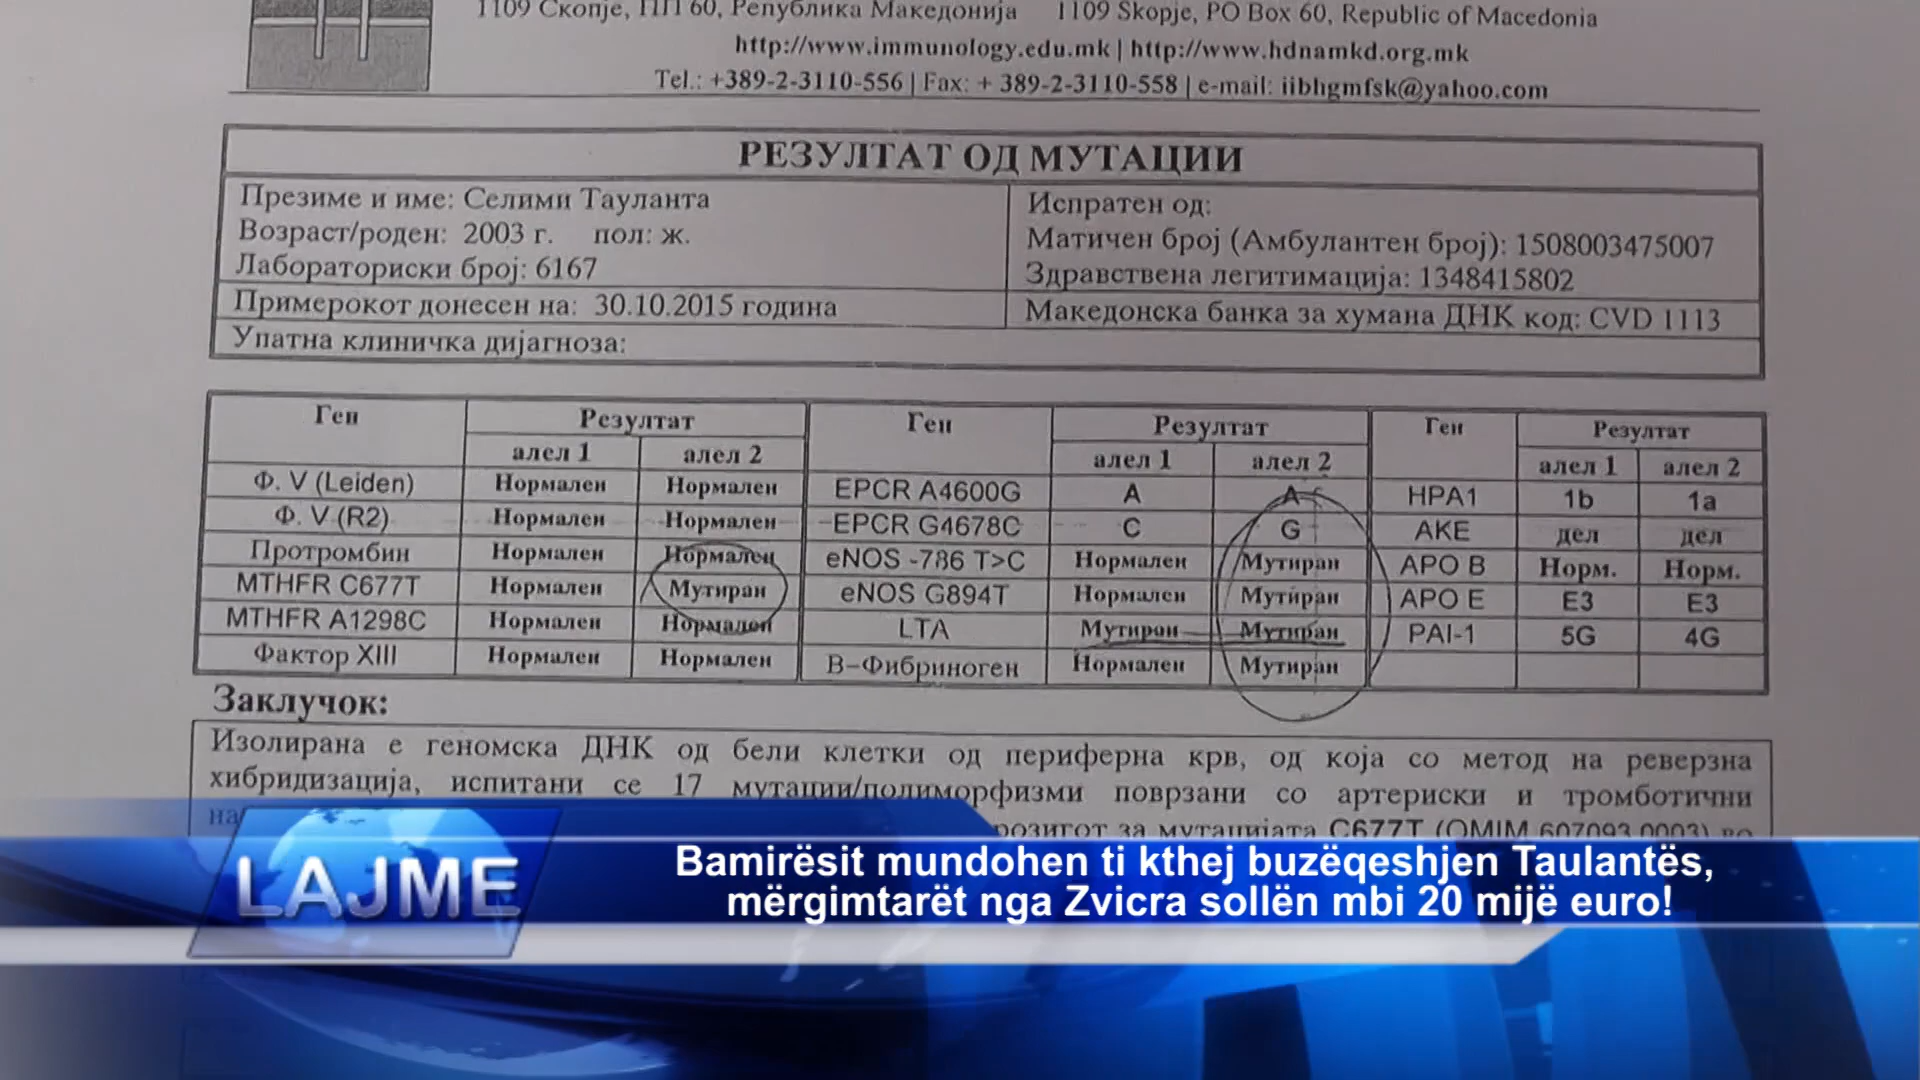 1109 Скопје, ПП 60, Република Македонија 1109 Skopje, PO Box 60, Republic of Macedonia
http://www.immunology.edu.mk | http://www.hdnamkd.org.mk
Tel.: +389-2-3110-556 | Fax: + 389-2-3110-558 | e-mail: iibhgmfsk@yahoo.com
РЕЗУЛТАТ ОД МУТАЦИИ
Презиме и име: Селими Тауланта
Возраст/роден: 2003 г. пол: ж.
Лабораториски број: 6167
Испратен од:
Матичен број (Амбулантен број): 1508003475007
Здравствена легитимација: 1348415802
Примерокот донесен на: 30.10.2015 година
Македонска банка за хумана ДНК код: CVD 1113
Упатна клиничка дијагноза:
Ген Резултат Ген Резултат Ген Резултат
алел 1 алел 2 алел 1 алел 2 алел 1 алел 2
Ф. V (Leiden) Нормален Нормален EPCR A4600G A A HPA1 1b 1a
Ф. V (R2) Нормален Нормален EPCR G4678C C G AKE дел дел
Протромбин Нормален Нормален eNOS -786 T>C Нормален Мутиран APO B Норм. Норм.
MTHFR C677T Нормален Мутиран eNOS G894T Нормален Мутиран APO E E3 E3
MTHFR A1298C Нормален Нормален LTA Мутиран Мутиран PAI-1 5G 4G
Фактор XIII Нормален Нормален В–Фибриноген Нормален Мутиран
Заклучок:
Изолирана е геномска ДНК од бели клетки од периферна крв, од која со метод на реверзна
хибридизација, испитани се 17 мутации/полиморфизми поврзани со артериски и тромботични
за мутацијата C677T (OMIM 607093.0003) во
LAJME
Bamirësit mundohen ti kthej buzëqeshjen Taulantës,
mërgimtarët nga Zvicra sollën mbi 20 mijë euro!